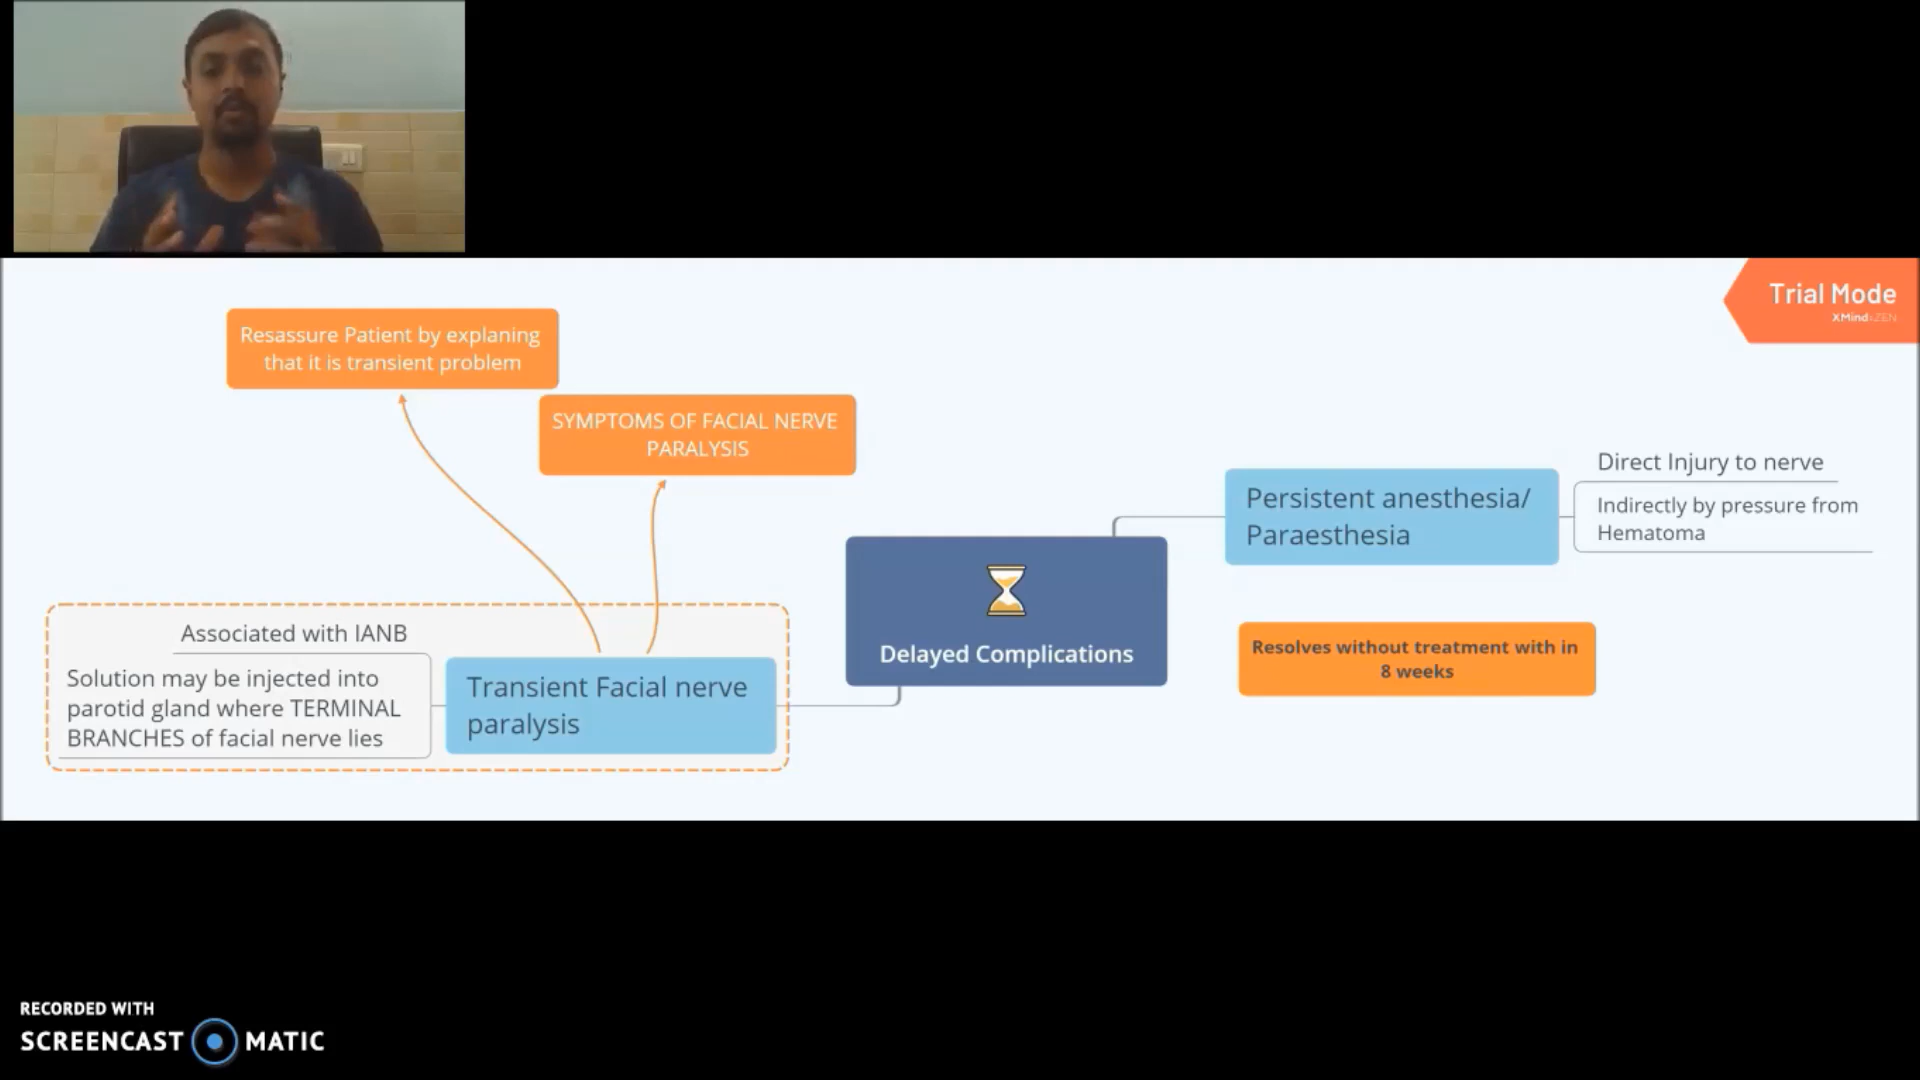 Trial Mode
XMind:ZEN
Resassure Patient by explaning
that it is transient problem
SYMPTOMS OF FACIAL NERVE
PARALYSIS
Direct Injury to nerve
Persistent anesthesia/
Paraesthesia
Indirectly by pressure from
Hematoma
Delayed Complications
Resolves without treatment with in
8 weeks
Associated with IANB
Solution may be injected into
parotid gland where TERMINAL
BRANCHES of facial nerve lies
Transient Facial nerve
paralysis
RECORDED WITH
SCREENCAST MATIC